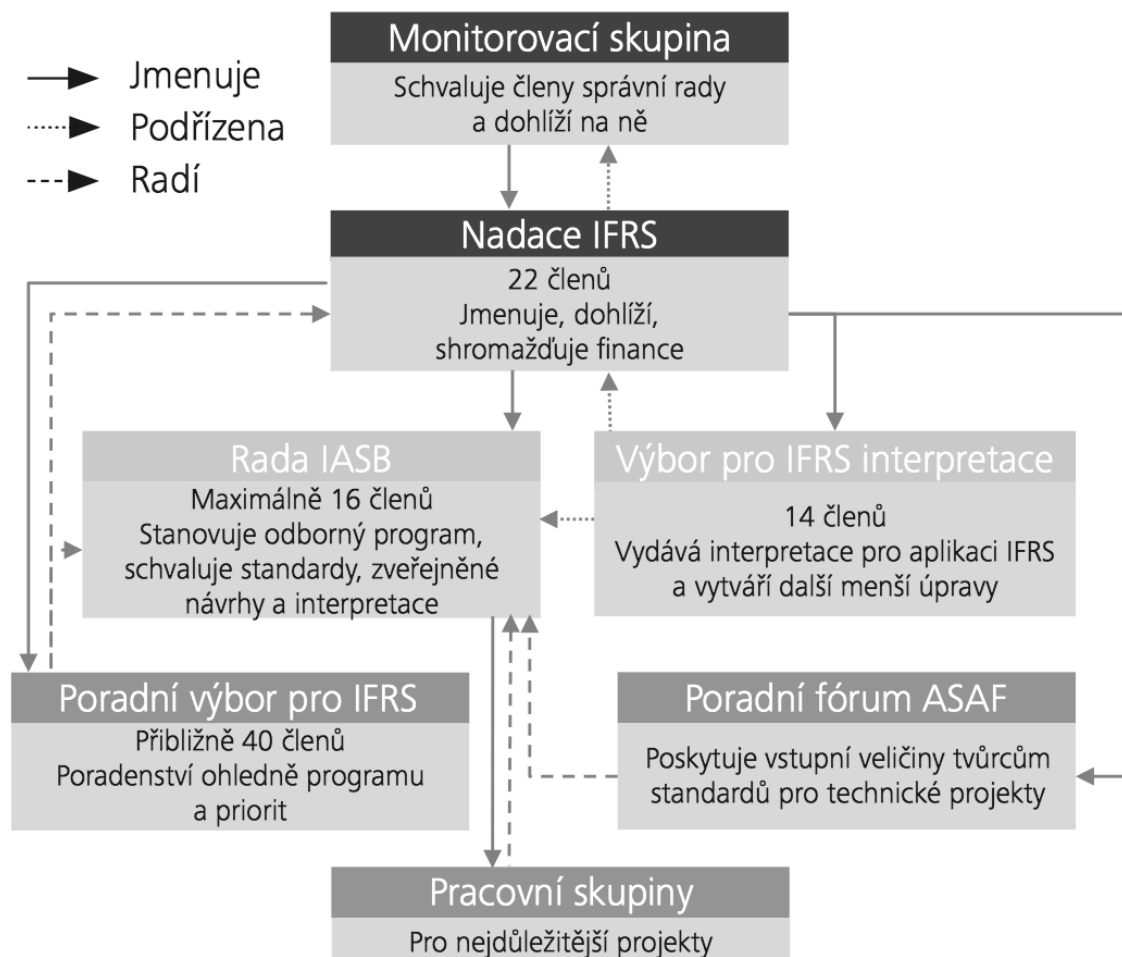 Monitorovací skupina
Schvaluje členy správní rady
a dohlíží na ně
Jmenuje
Podřízena
Radí
Nadace IFRS
22 členů
Jmenuje, dohlíží,
shromažďuje finance
Rada IASB
Maximálně 16 členů
Stanovuje odborný program,
schvaluje standardy, zveřejněné
návrhy a interpretace
Výbor pro IFRS interpretace
14 členů
Vydává interpretace pro aplikaci IFRS
a vytváří další menší úpravy
Poradní výbor pro IFRS
Přibližně 40 členů
Poradenství ohledně programu
a priorit
Poradní fórum ASAF
Poskytuje vstupní veličiny tvůrcům
standardů pro technické projekty
Pracovní skupiny
Pro nejdůležitější projekty